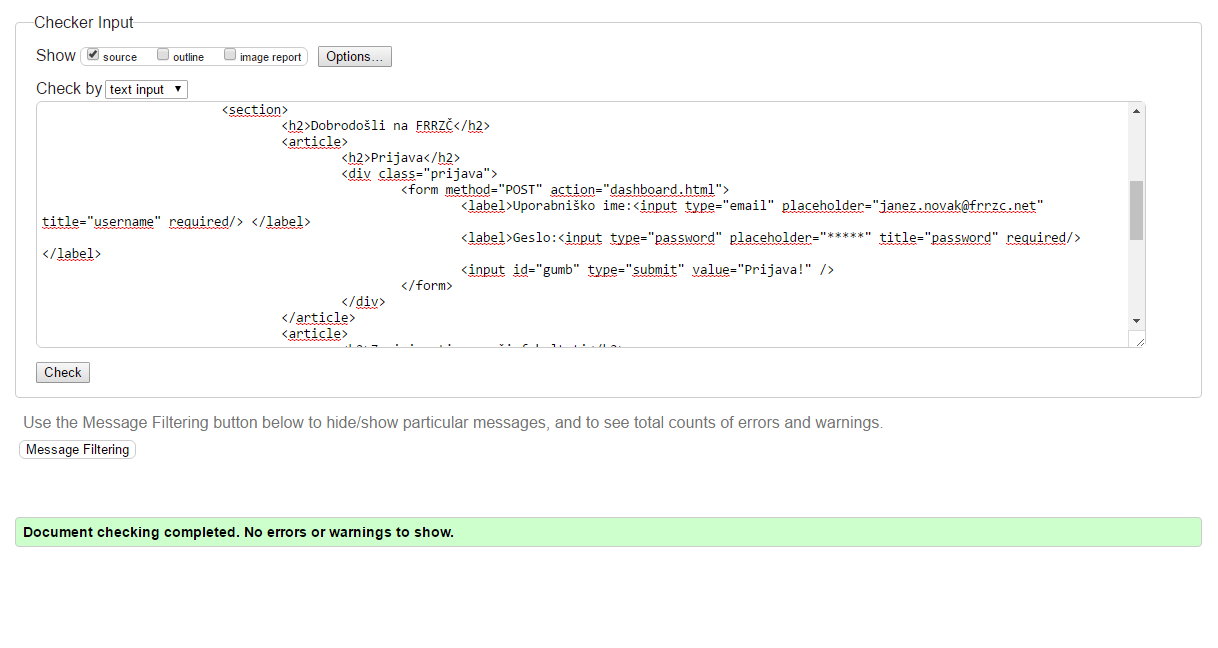 Checker Input
Show source outline image report Options...
Check by text input
<section>
<h2>Dobrodošli na FRRZČ</h2>
<article>
<h2>Prijava</h2>
<div class="prijava">
<form method="POST" action="dashboard.html">
<label>Uporabniško ime:<input type="email" placeholder="janez.novak@frrzc.net"
title="username" required/> </label>
<label>Geslo:<input type="password" placeholder="*****" title="password" required/>
</label>
<input id="gumb" type="submit" value="Prijava!" />
</form>
</div>
</article>
<article>
Check
Use the Message Filtering button below to hide/show particular messages, and to see total counts of errors and warnings.
Message Filtering
Document checking completed. No errors or warnings to show.